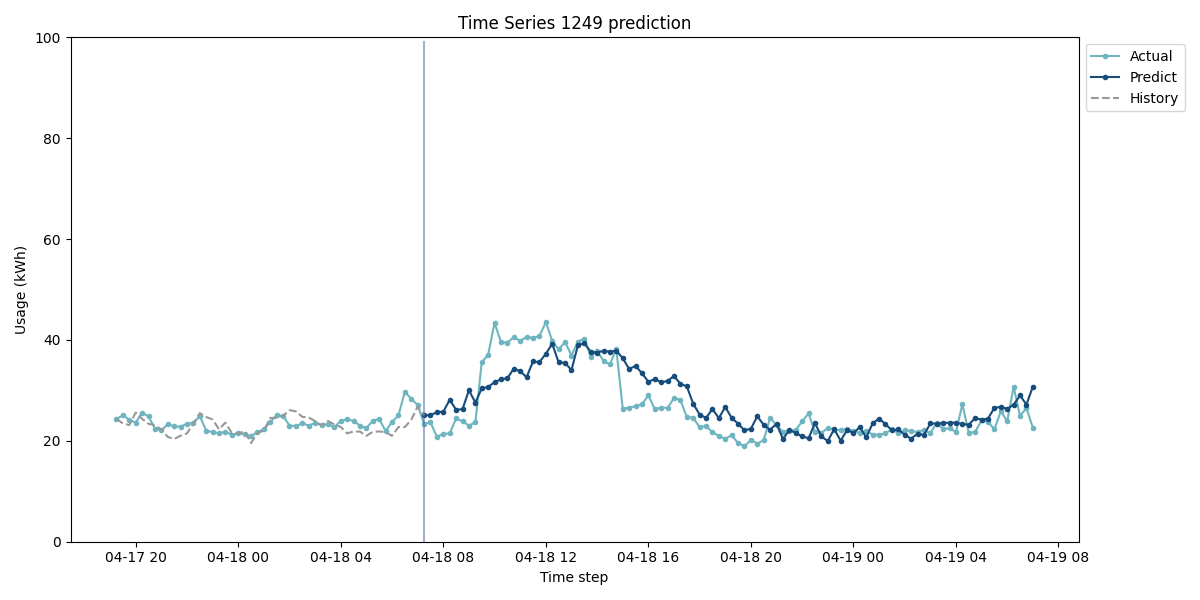 Time Series 1249 prediction
100
80
60
40
20
0
Usage (kWh)
04-17 20
04-18 00
04-18 04
04-18 08
04-18 12
04-18 16
04-18 20
04-19 00
04-19 04
04-19 08
Time step
Actual
Predict
History